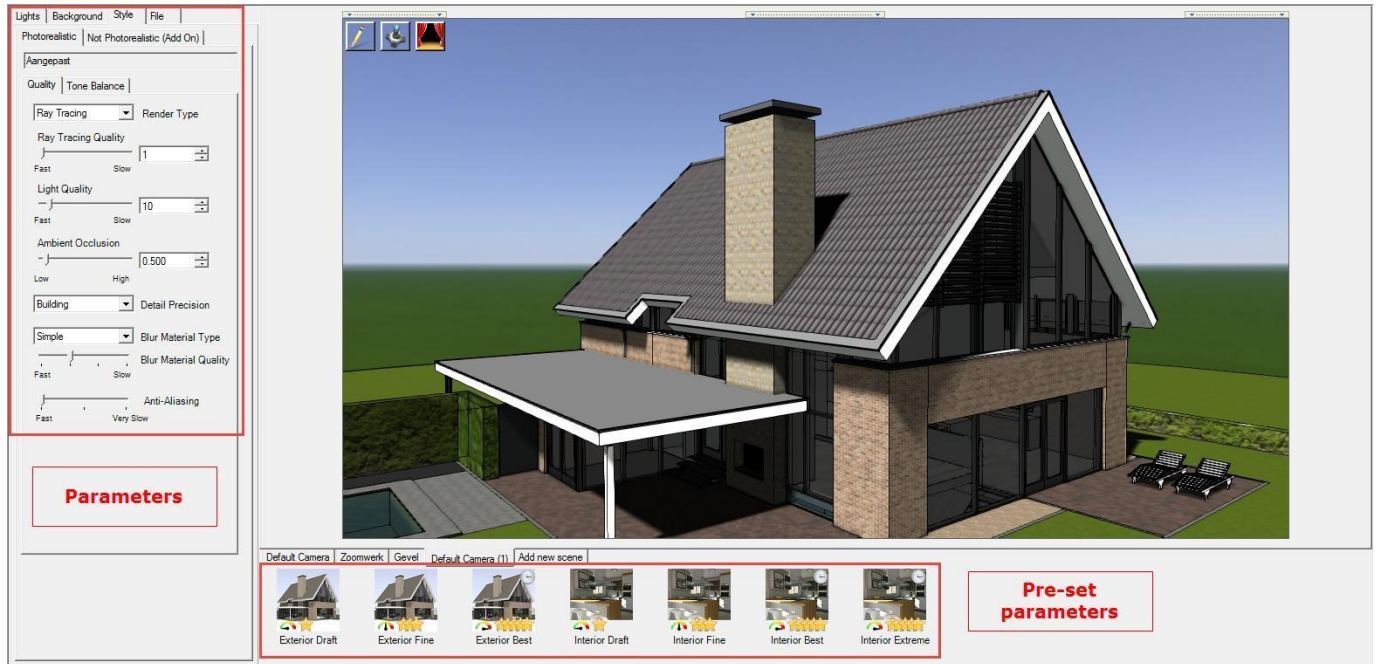 Lights Background Style File
Photorealistic Not Photorealistic (Add On)
Aangepast
Quality Tone Balance
Ray Tracing Render Type
Ray Tracing Quality
1
Fast Slow
Light Quality
10
Fast Slow
Ambient Occlusion
0.500
Low High
Building Detail Precision
Simple Blur Material Type
Blur Material Quality
Fast Slow
Anti-Aliasing
Fast Very Slow
Parameters
Default Camera Zoomwerk Gevel Default Camera (1) Add new scene
Exterior Draft Exterior Fine Exterior Best Interior Draft Interior Fine Interior Best Interior Extreme
Pre-set
parameters